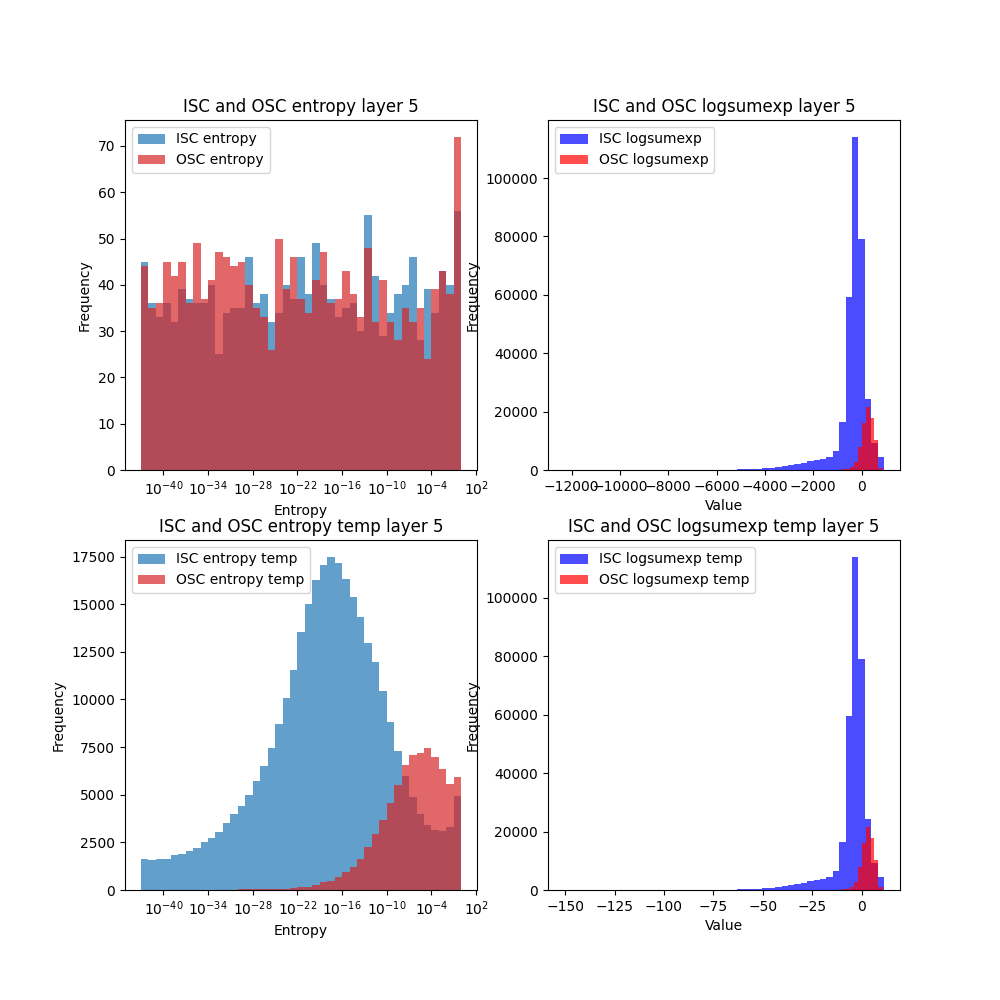 ISC and OSC entropy layer 5
ISC entropy
OSC entropy
Frequency
70
60
50
40
30
20
10
0
10⁻⁴⁰ 10⁻³⁴ 10⁻²⁸ 10⁻²² 10⁻¹⁶ 10⁻¹⁰ 10⁻⁴ 10²
Entropy
ISC and OSC logsumexp layer 5
ISC logsumexp
OSC logsumexp
Frequency
100000
80000
60000
40000
20000
0
−12000 −10000 −8000 −6000 −4000 −2000 0
Value
ISC and OSC entropy temp layer 5
ISC entropy temp
OSC entropy temp
Frequency
17500
15000
12500
10000
7500
5000
2500
0
10⁻⁴⁰ 10⁻³⁴ 10⁻²⁸ 10⁻²² 10⁻¹⁶ 10⁻¹⁰ 10⁻⁴ 10²
Entropy
ISC and OSC logsumexp temp layer 5
ISC logsumexp temp
OSC logsumexp temp
Frequency
100000
80000
60000
40000
20000
0
−150 −125 −100 −75 −50 −25 0
Value